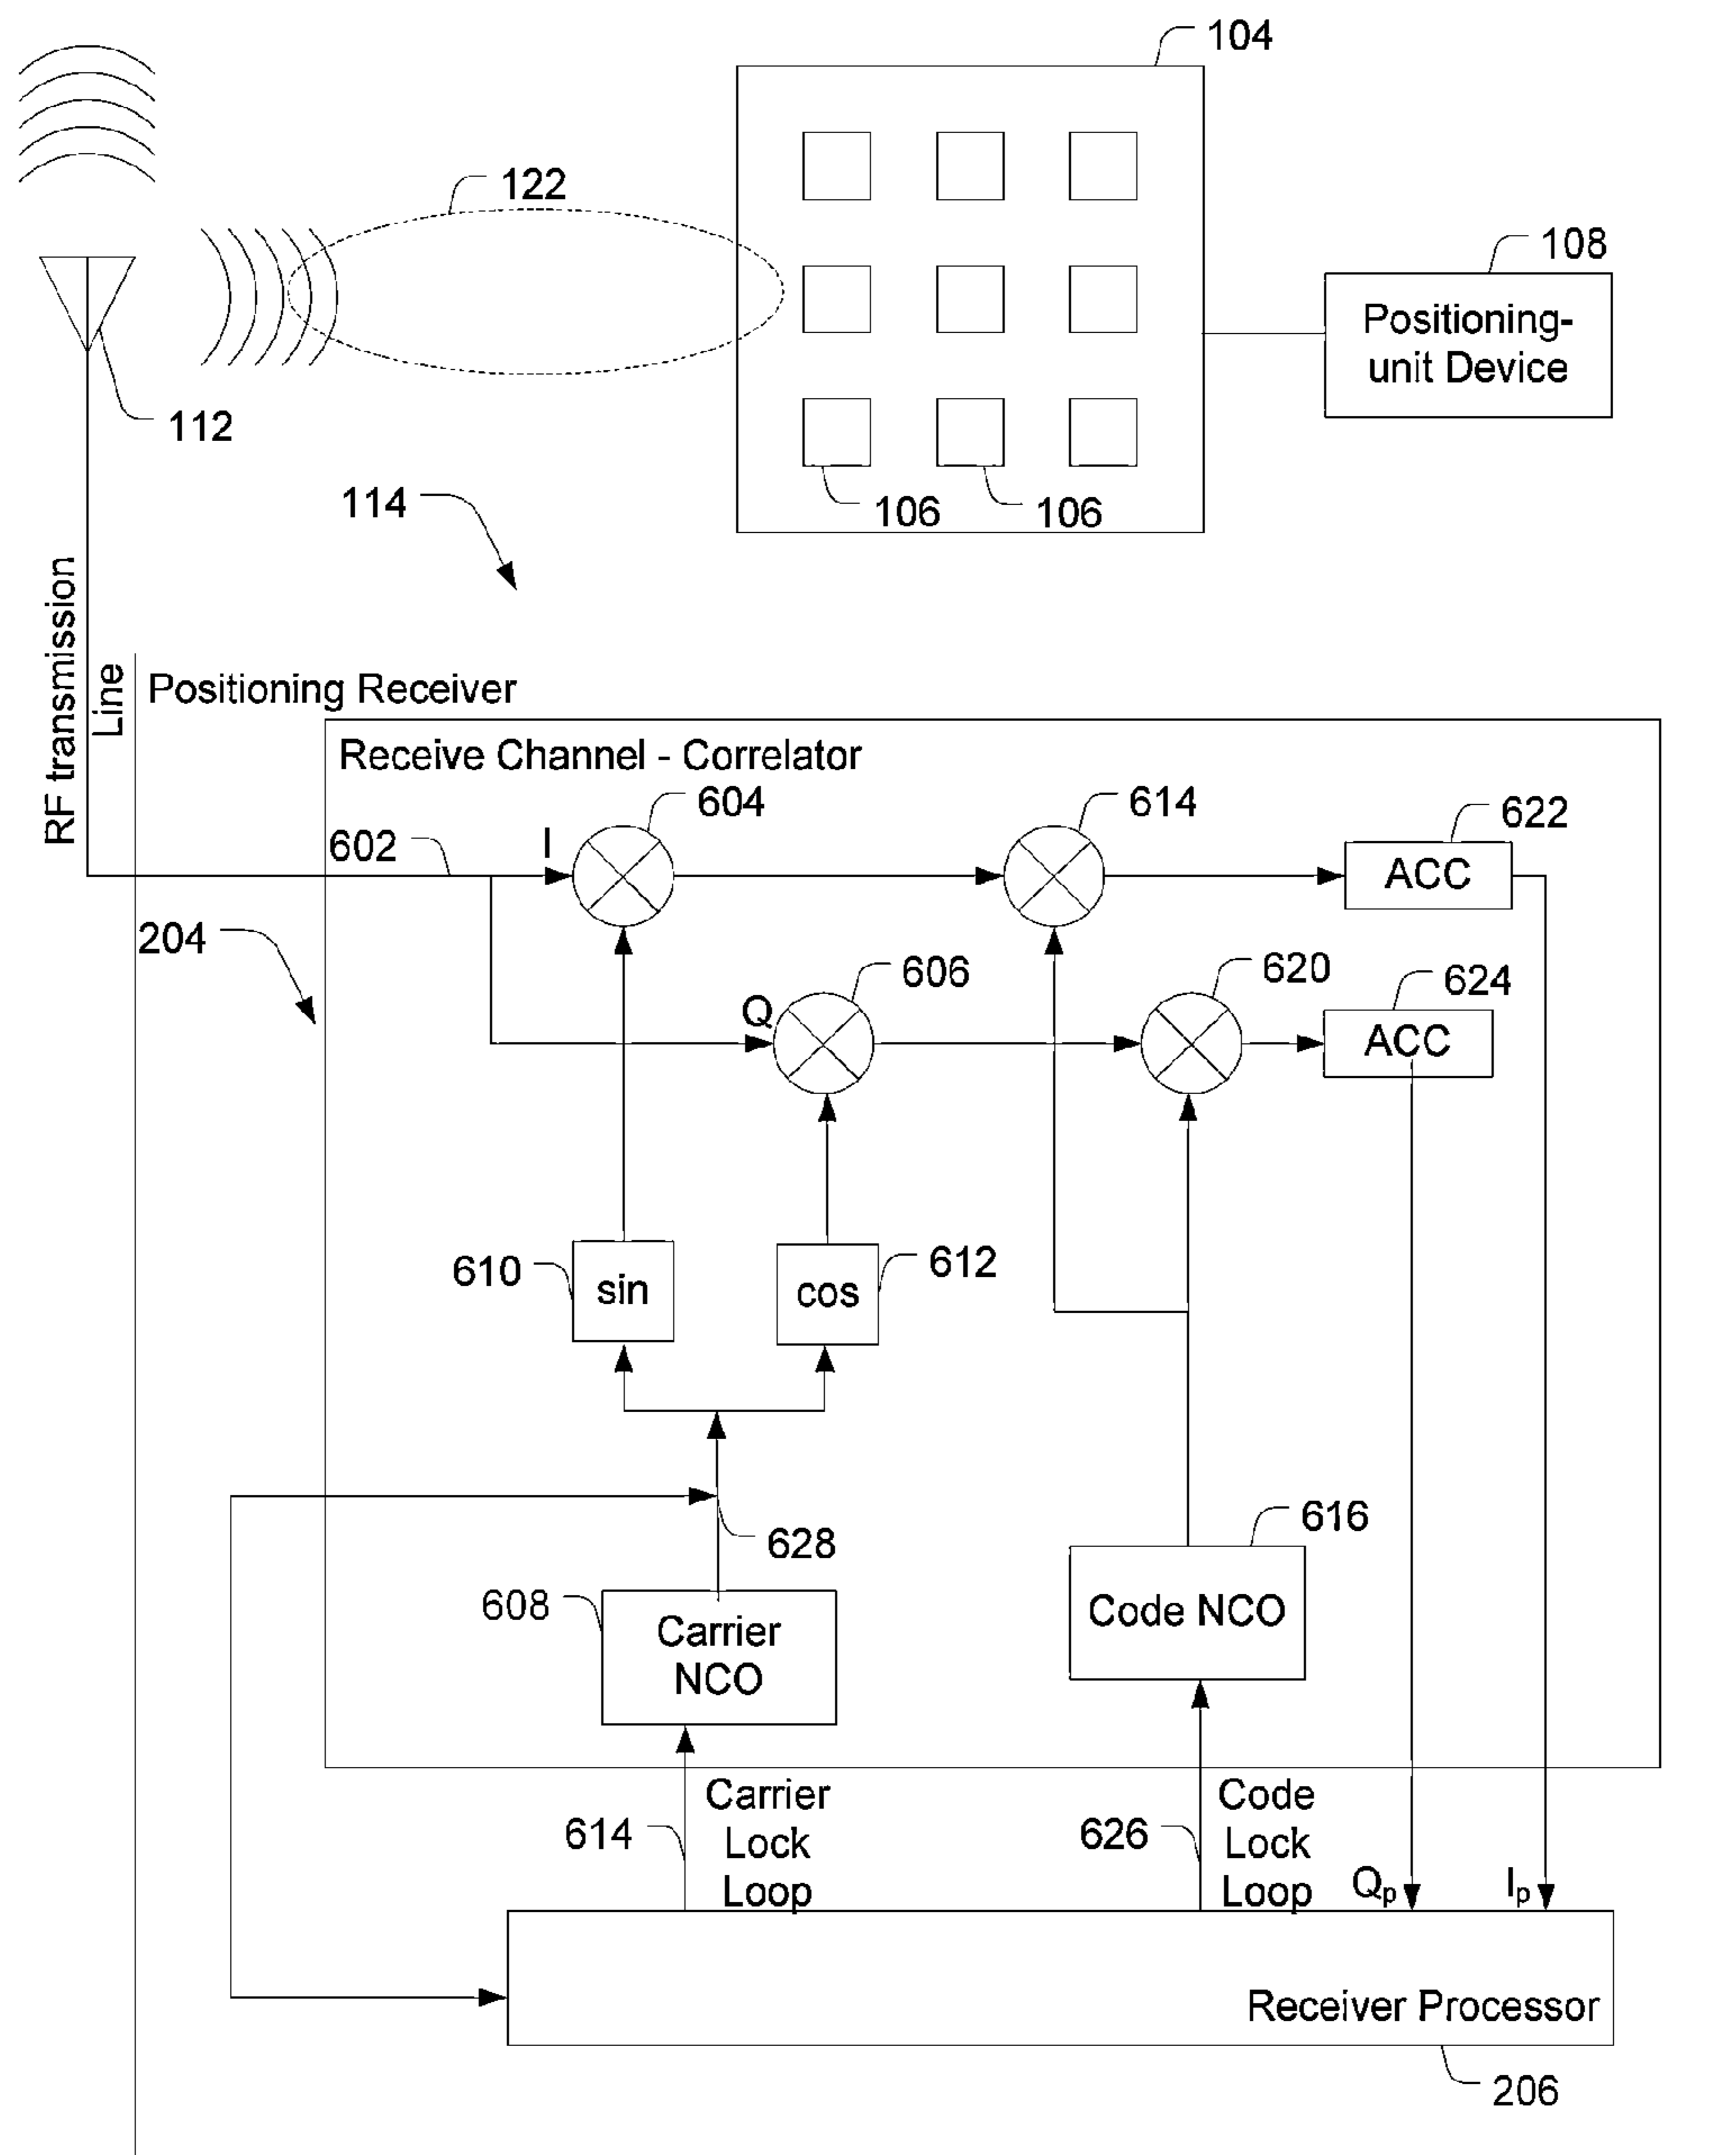 104
122
108
Positioning-
unit Device
112
106
106
114
RF transmission
Line
Positioning Receiver
Receive Channel - Correlator
604
614
622
602
I
ACC
204
606
620
624
Q
ACC
610
sin
cos
612
628
616
608
Carrier
NCO
Code NCO
Carrier
Lock
Loop
614
Code
Lock
Loop
626
Qp
Ip
Receiver Processor
206